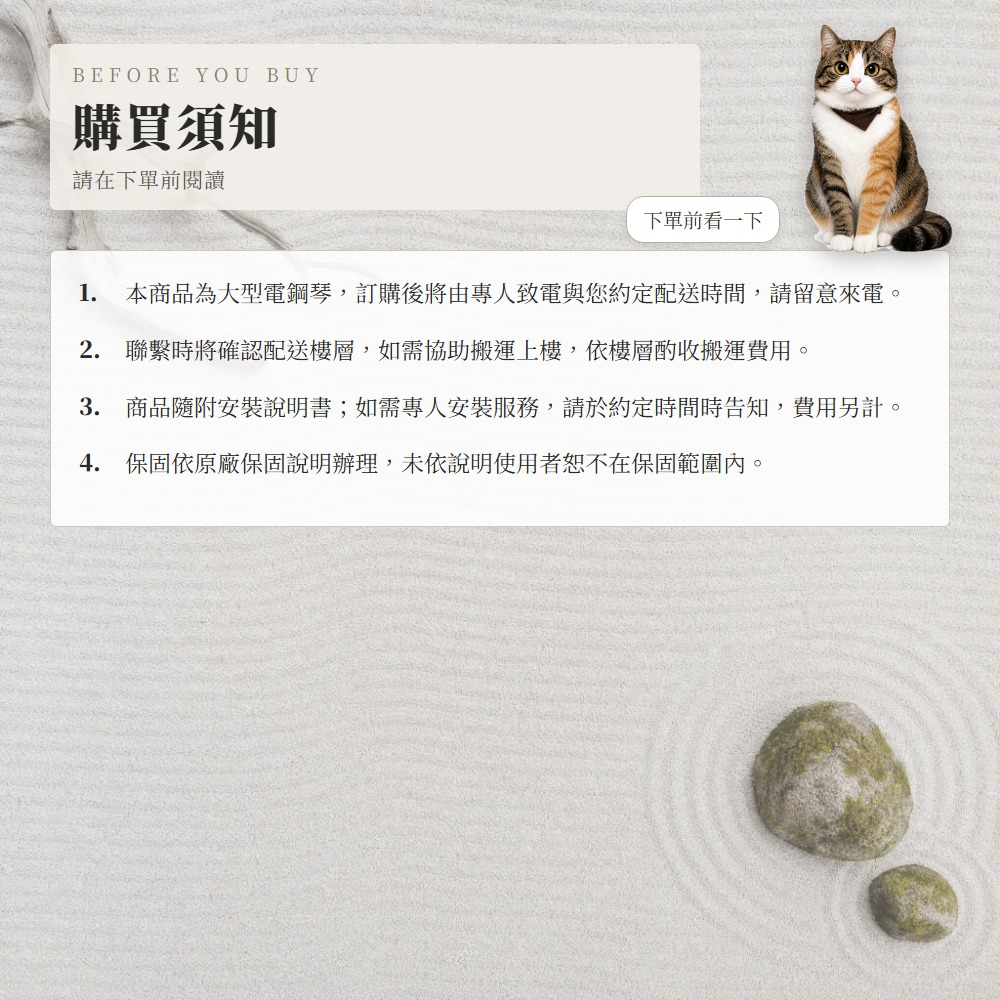 BEFORE YOU BUY
購買須知
請在下單前閱讀
下單前看一下
1. 本商品為大型電鋼琴，訂購後將由專人致電與您約定配送時間，請留意來電。
2. 聯繫時將確認配送樓層，如需協助搬運上樓，依樓層酌收搬運費用。
3. 商品隨附安裝說明書；如需專人安裝服務，請於約定時間時告知，費用另計。
4. 保固依原廠保固說明辦理，未依說明使用者恕不在保固範圍內。